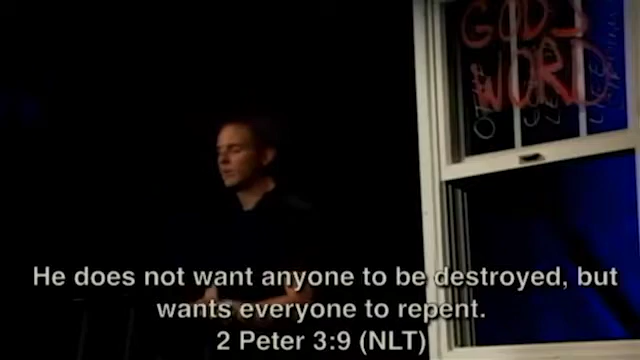 GOD'S
WORD
He does not want anyone to be destroyed, but
wants everyone to repent.
2 Peter 3:9 (NLT)